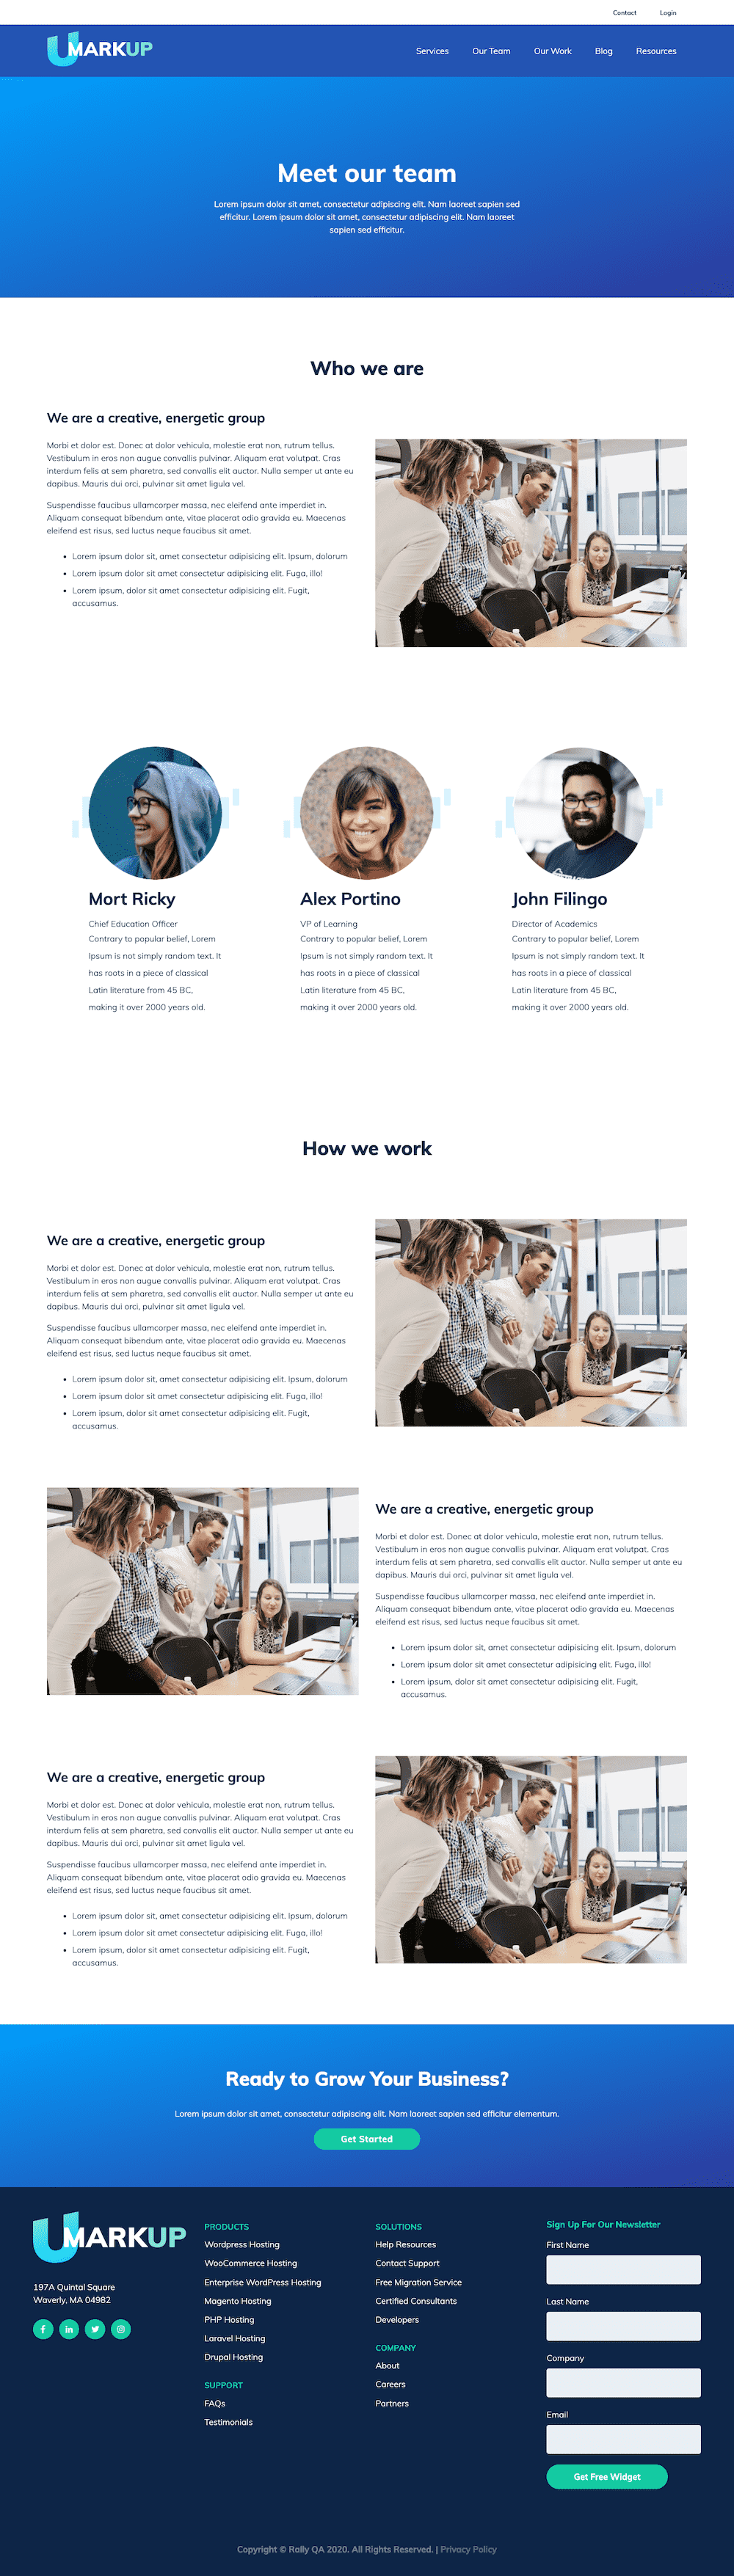 Contact Login
UMARKUP
Services Our Team Our Work Blog Resources
Meet our team
Lorem ipsum dolor sit amet, consectetur adipiscing elit. Nam laoreet sapien sed
efficitur. Lorem ipsum dolor sit amet, consectetur adipiscing elit. Nam laoreet
sapien sed efficitur.
Who we are
We are a creative, energetic group
Morbi et dolor est. Donec at dolor vehicula, molestie erat non, rutrum tellus.
Vestibulum in eros non augue convallis pulvinar. Aliquam erat volutpat. Cras
interdum felis at sem pharetra, sed convallis elit auctor. Nulla semper ut ante eu
dapibus. Mauris dui orci, pulvinar sit amet ligula vel.
Suspendisse faucibus ullamcorper massa, nec eleifend ante imperdiet in.
Aliquam consequat bibendum ante, vitae placerat odio gravida eu. Maecenas
eleifend est risus, sed luctus neque faucibus sit amet.
• Lorem ipsum dolor sit, amet consectetur adipisicing elit. Ipsum, dolorum
• Lorem ipsum dolor sit amet consectetur adipisicing elit. Fuga, illo!
• Lorem ipsum, dolor sit amet consectetur adipisicing elit. Fugit,
accusamus.
Mort Ricky
Chief Education Officer
Contrary to popular belief, Lorem
Ipsum is not simply random text. It
has roots in a piece of classical
Latin literature from 45 BC,
making it over 2000 years old.
Alex Portino
VP of Learning
Contrary to popular belief, Lorem
Ipsum is not simply random text. It
has roots in a piece of classical
Latin literature from 45 BC,
making it over 2000 years old.
John Filingo
Director of Academics
Contrary to popular belief, Lorem
Ipsum is not simply random text. It
has roots in a piece of classical
Latin literature from 45 BC,
making it over 2000 years old.
How we work
We are a creative, energetic group
Morbi et dolor est. Donec at dolor vehicula, molestie erat non, rutrum tellus.
Vestibulum in eros non augue convallis pulvinar. Aliquam erat volutpat. Cras
interdum felis at sem pharetra, sed convallis elit auctor. Nulla semper ut ante eu
dapibus. Mauris dui orci, pulvinar sit amet ligula vel.
Suspendisse faucibus ullamcorper massa, nec eleifend ante imperdiet in.
Aliquam consequat bibendum ante, vitae placerat odio gravida eu. Maecenas
eleifend est risus, sed luctus neque faucibus sit amet.
• Lorem ipsum dolor sit, amet consectetur adipisicing elit. Ipsum, dolorum
• Lorem ipsum dolor sit amet consectetur adipisicing elit. Fuga, illo!
• Lorem ipsum, dolor sit amet consectetur adipisicing elit. Fugit,
accusamus.
We are a creative, energetic group
Morbi et dolor est. Donec at dolor vehicula, molestie erat non, rutrum tellus.
Vestibulum in eros non augue convallis pulvinar. Aliquam erat volutpat. Cras
interdum felis at sem pharetra, sed convallis elit auctor. Nulla semper ut ante eu
dapibus. Mauris dui orci, pulvinar sit amet ligula vel.
Suspendisse faucibus ullamcorper massa, nec eleifend ante imperdiet in.
Aliquam consequat bibendum ante, vitae placerat odio gravida eu. Maecenas
eleifend est risus, sed luctus neque faucibus sit amet.
• Lorem ipsum dolor sit, amet consectetur adipisicing elit. Ipsum, dolorum
• Lorem ipsum dolor sit amet consectetur adipisicing elit. Fuga, illo!
• Lorem ipsum, dolor sit amet consectetur adipisicing elit. Fugit,
accusamus.
We are a creative, energetic group
Morbi et dolor est. Donec at dolor vehicula, molestie erat non, rutrum tellus.
Vestibulum in eros non augue convallis pulvinar. Aliquam erat volutpat. Cras
interdum felis at sem pharetra, sed convallis elit auctor. Nulla semper ut ante eu
dapibus. Mauris dui orci, pulvinar sit amet ligula vel.
Suspendisse faucibus ullamcorper massa, nec eleifend ante imperdiet in.
Aliquam consequat bibendum ante, vitae placerat odio gravida eu. Maecenas
eleifend est risus, sed luctus neque faucibus sit amet.
• Lorem ipsum dolor sit, amet consectetur adipisicing elit. Ipsum, dolorum
• Lorem ipsum dolor sit amet consectetur adipisicing elit. Fuga, illo!
• Lorem ipsum, dolor sit amet consectetur adipisicing elit. Fugit,
accusamus.
Ready to Grow Your Business?
Lorem ipsum dolor sit amet, consectetur adipiscing elit. Nam laoreet sapien sed efficitur elementum.
Get Started
UMARKUP
197A Quintal Square
Waverly, MA 04982
PRODUCTS
Wordpress Hosting
WooCommerce Hosting
Enterprise WordPress Hosting
Magento Hosting
PHP Hosting
Laravel Hosting
Drupal Hosting
SUPPORT
FAQs
Testimonials
SOLUTIONS
Help Resources
Contact Support
Free Migration Service
Certified Consultants
Developers
COMPANY
About
Careers
Partners
Sign Up For Our Newsletter
First Name
Last Name
Company
Email
Get Free Widget
Copyright © Rally QA 2020. All Rights Reserved. | Privacy Policy